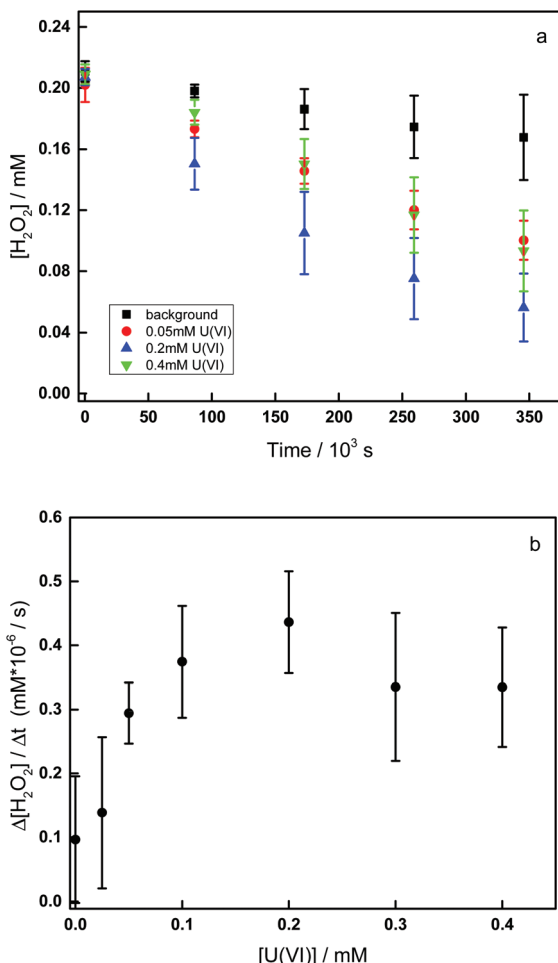 a
0.24
0.20
0.16
0.12
0.08
0.04
0.00
[H₂O₂] / mM
background
0.05mM U(VI)
0.2mM U(VI)
0.4mM U(VI)
0 50 100 150 200 250 300 350
Time / 10³ s
b
0.6
0.5
0.4
0.3
0.2
0.1
0.0
Δ[H₂O₂] / Δt (mM*10⁻⁶ / s)
0.0 0.1 0.2 0.3 0.4
[U(VI)] / mM